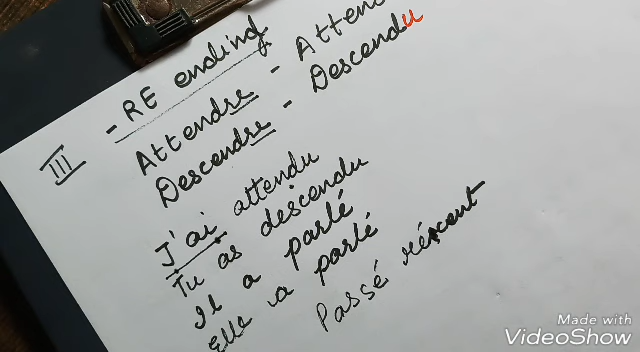 III - RE ending
Attendre - Atten
Descendre - Descendu
J'ai attendu
Tu as descendu
Il a parlé
Elle a parlé
Passé récent
Made with
VideoShow